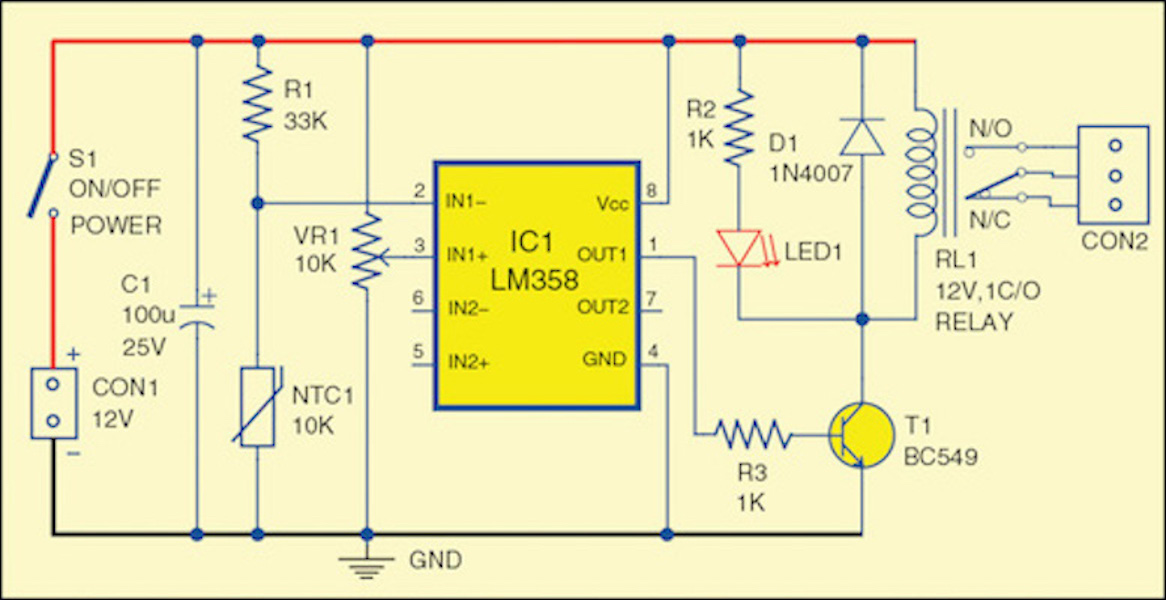 S1
ON/OFF
POWER
+
CON1
12V
–
C1
+
100u
25V
R1
33K
NTC1
10K
VR1
10K
GND
2
IN1–
3
IN1+
6
IN2–
5
IN2+
IC1
LM358
8
Vcc
1
OUT1
7
OUT2
4
GND
R2
1K
LED1
D1
1N4007
R3
1K
T1
BC549
N/O
N/C
RL1
12V,1C/O
RELAY
CON2